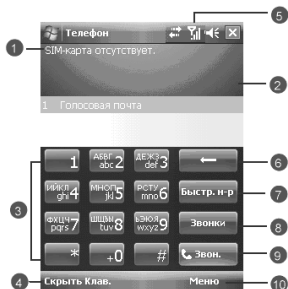 5
Телефон
1
SIM-карта отсутствует.
2
1 Голосовая почта
1 АБВГ abc 2 ДЕЖЗ def 3
6
ИЙКЛ ghi 4 МНОП jkl 5 РСТУ mno 6 Быстр. н-р
7
3
ФХЦЧ pqrs 7 ШЩЫ tuv 8 ЬЭЮЯ wxyz 9 Звонки
8
* +0 # Звон.
9
4
Скрыть Клав. Меню
10